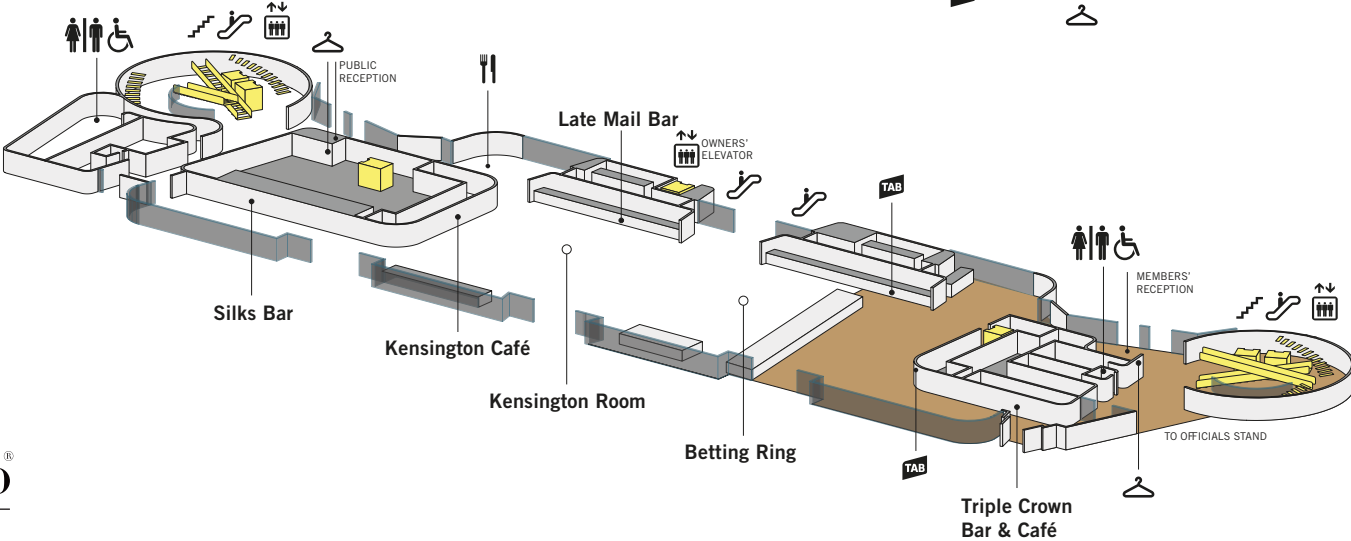 PUBLIC
RECEPTION
Late Mail Bar
OWNERS'
ELEVATOR
TAB
MEMBERS'
RECEPTION
Silks Bar
Kensington Café
Kensington Room
Betting Ring
TO OFFICIALS STAND
TAB
®
Triple Crown
Bar & Café